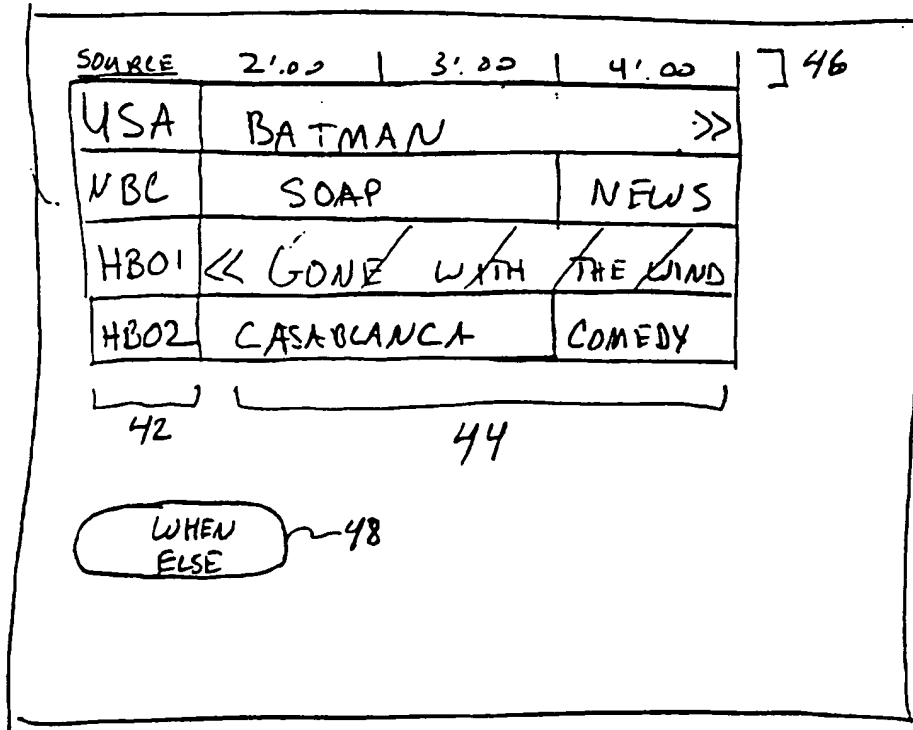 SOURCE 2:00 3:00 4:00 46
USA BATMAN >>
NBC SOAP NEWS
HBO1 << GONE WITH THE WIND
HBO2 CASABLANCA COMEDY
42 44
WHEN 48
ELSE